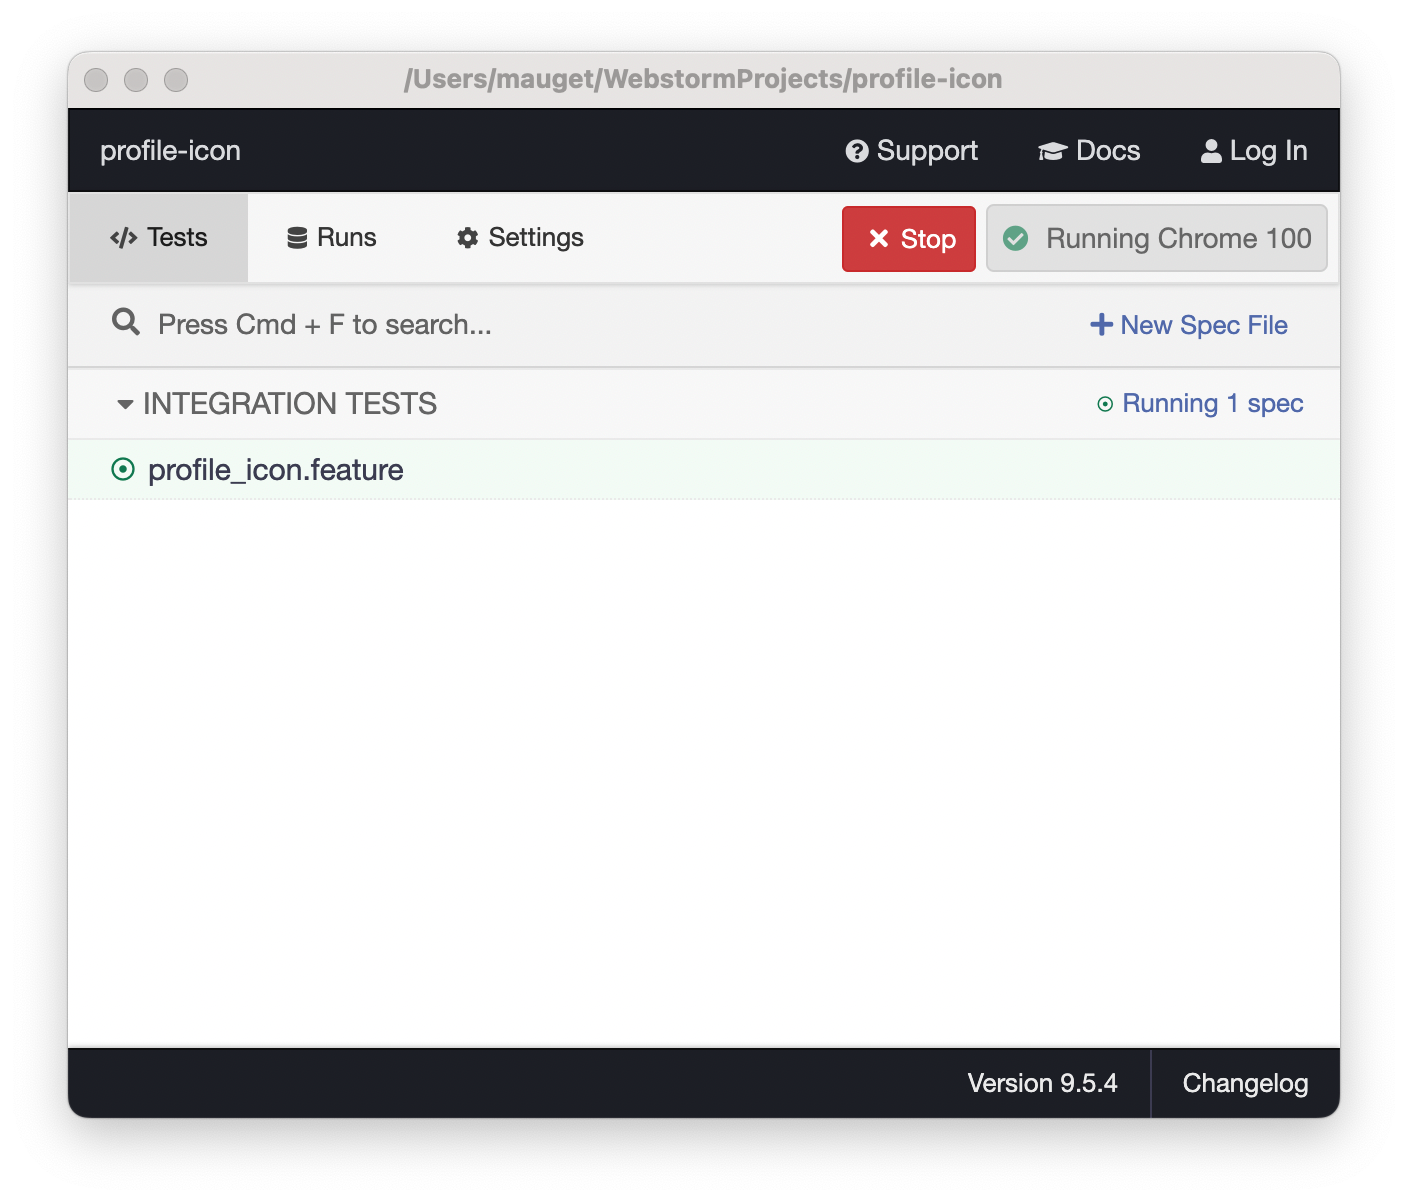 /Users/mauget/WebstormProjects/profile-icon
profile-icon Support Docs Log In
Tests Runs Settings Stop Running Chrome 100
Press Cmd + F to search... New Spec File
INTEGRATION TESTS Running 1 spec
profile_icon.feature
Version 9.5.4 Changelog